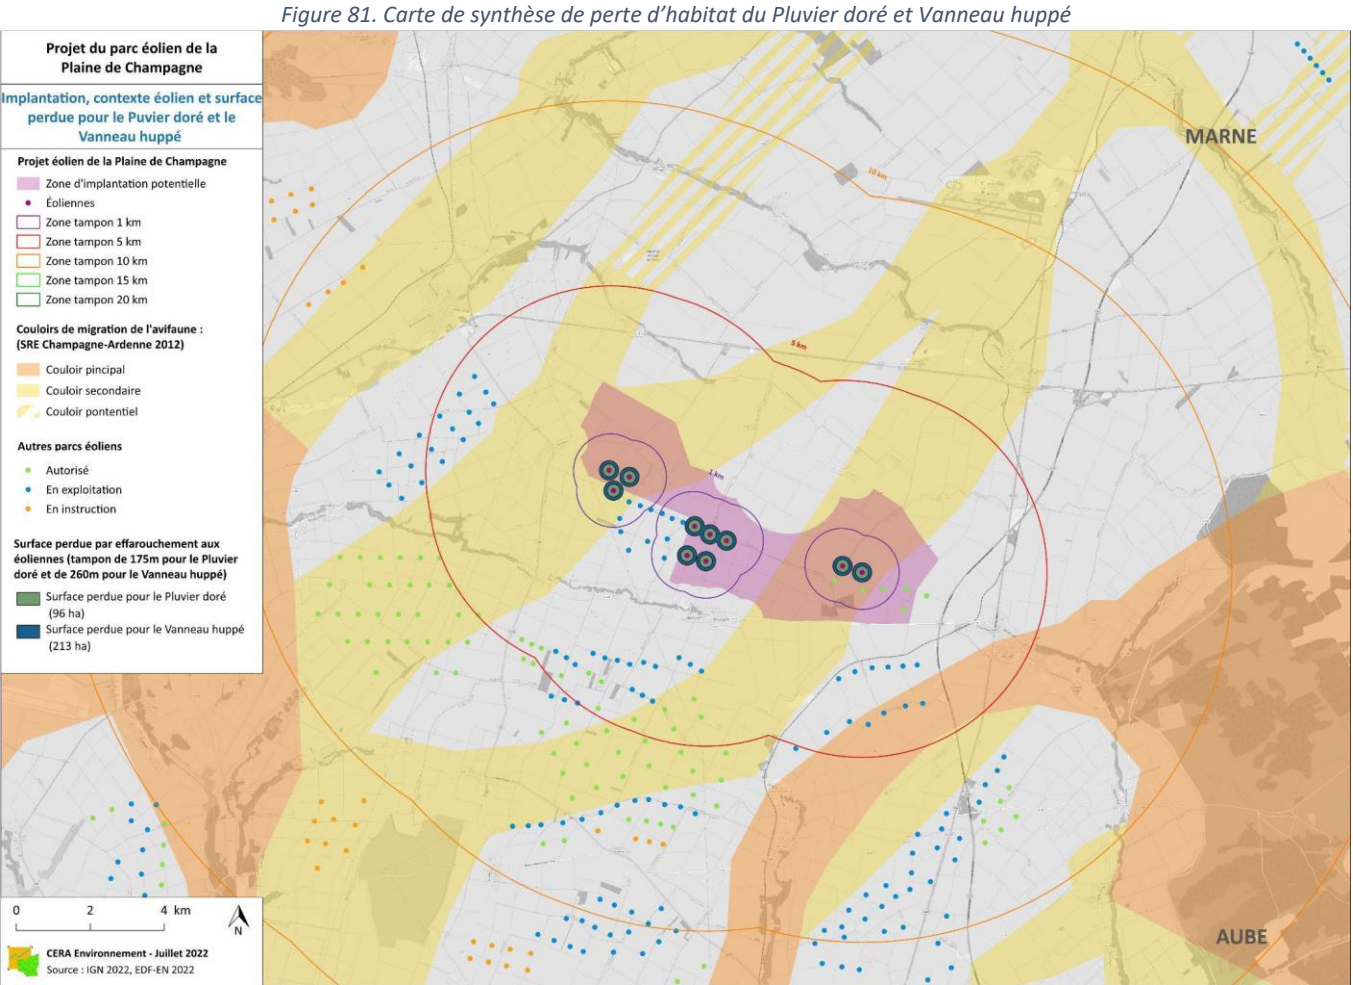 Figure 81. Carte de synthèse de perte d'habitat du Pluvier doré et Vanneau huppé
Projet du parc éolien de la
Plaine de Champagne
Implantation, contexte éolien et surface
perdue pour le Puvier doré et le
Vanneau huppé
Projet éolien de la Plaine de Champagne
Zone d'implantation potentielle
Éoliennes
Zone tampon 1 km
Zone tampon 5 km
Zone tampon 10 km
Zone tampon 15 km
Zone tampon 20 km
Couloirs de migration de l'avifaune :
(SRE Champagne-Ardenne 2012)
Couloir pincipal
Couloir secondaire
Couloir pontentiel
Autres parcs éoliens
Autorisé
En exploitation
En instruction
Surface perdue par effarouchement aux
éoliennes (tampon de 175m pour le Pluvier
doré et de 260m pour le Vanneau huppé)
Surface perdue pour le Pluvier doré
(96 ha)
Surface perdue pour le Vanneau huppé
(213 ha)
0 2 4 km
N
CERA Environnement - Juillet 2022
Source : IGN 2022, EDF-EN 2022
MARNE
10 km
5 km
1 km
AUBE